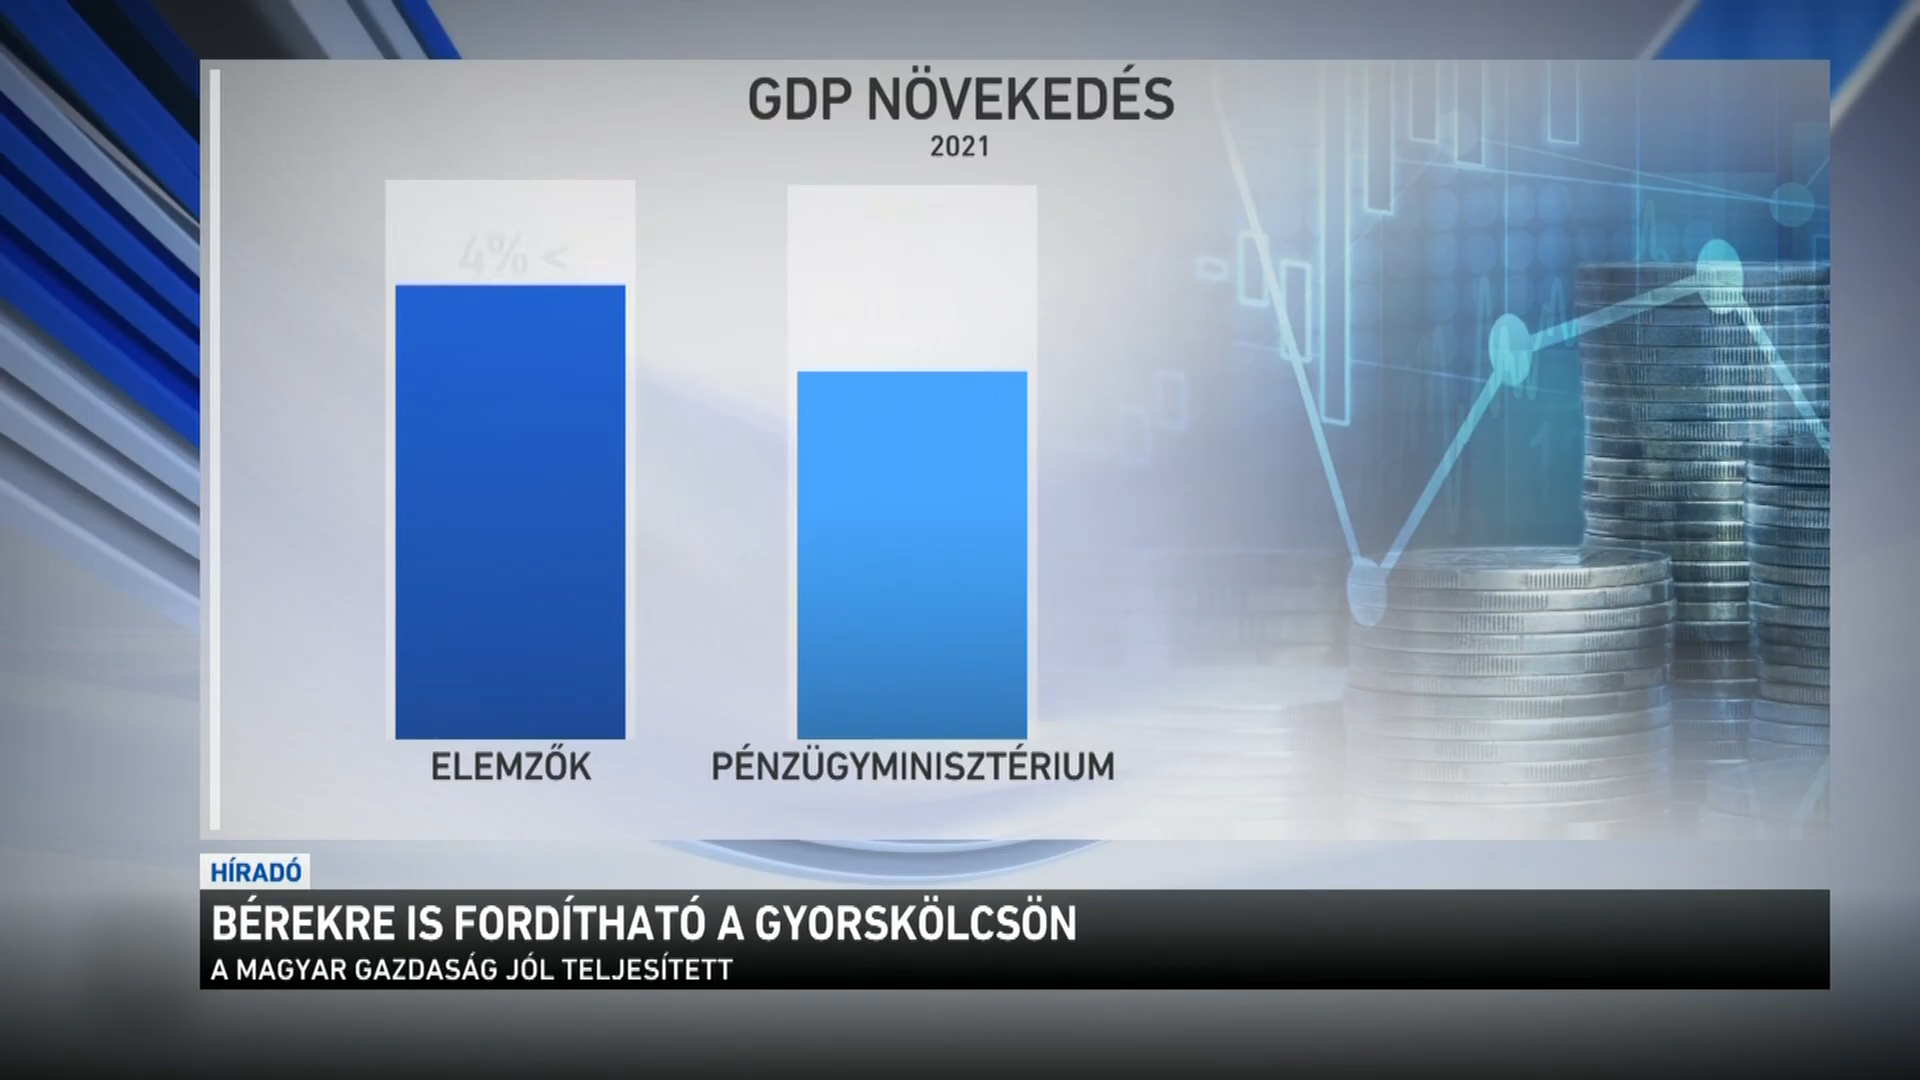 GDP NÖVEKEDÉS
2021
4% <
ELEMZŐK
PÉNZÜGYMINISZTÉRIUM
HÍRADÓ
BÉREKRE IS FORDÍTHATÓ A GYORSKÖLCSÖN
A MAGYAR GAZDASÁG JÓL TELJESÍTETT